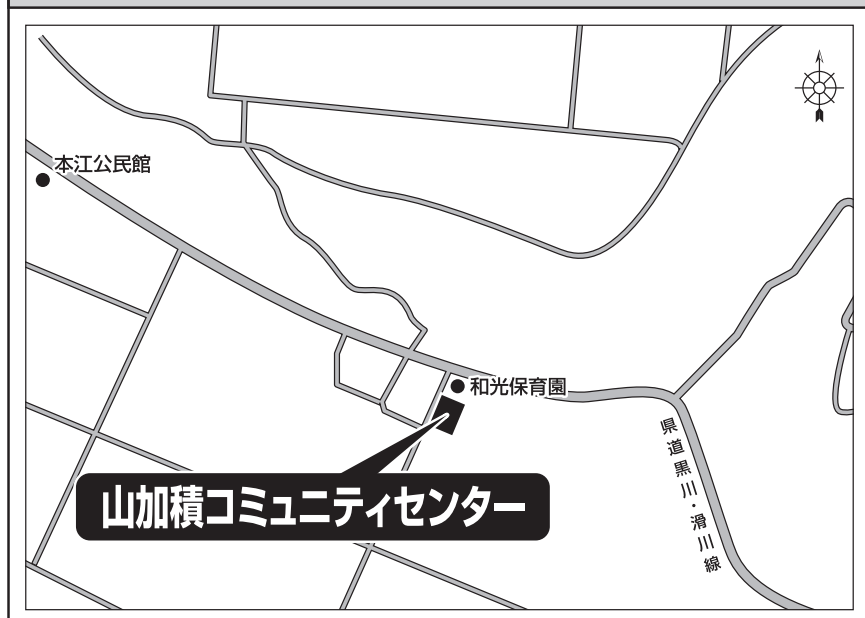 本江公民館
和光保育園
山加積コミュニティセンター
県道黒川・滑川線